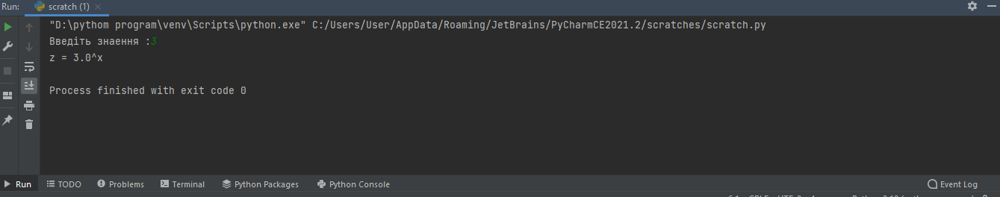 Run:
scratch (1)
"D:\pythom program\venv\Scripts\python.exe" C:/Users/User/AppData/Roaming/JetBrains/PyCharmCE2021.2/scratches/scratch.py
Введіть знаення :3
z = 3.0^x
Process finished with exit code 0
Run TODO Problems Terminal Python Packages Python Console Event Log